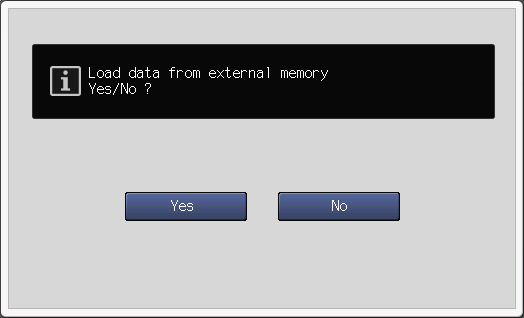 Load data from external memory
Yes/No ?
Yes
No